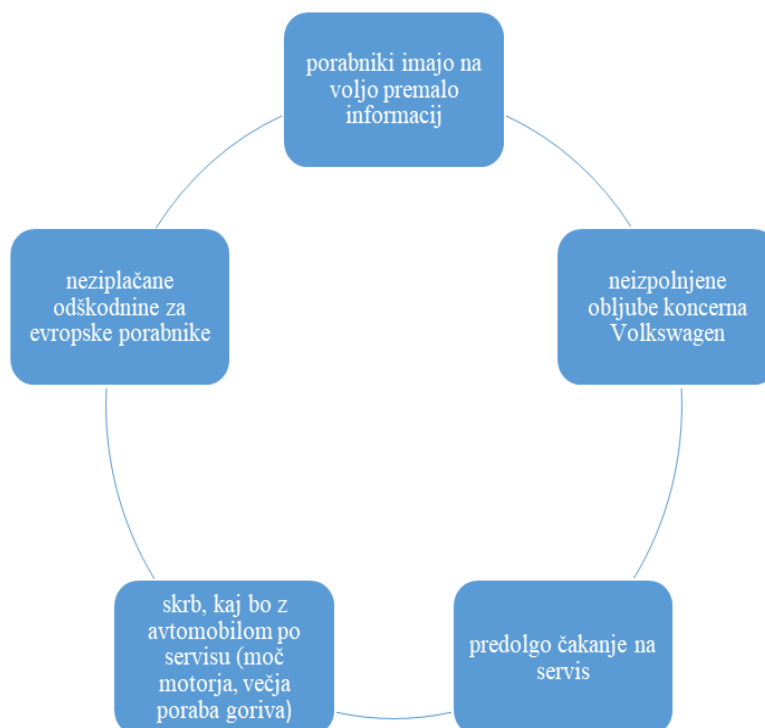 porabniki imajo na
voljo premalo
informacij
neizpolnjene
obljube koncerna
Volkswagen
predolgo čakanje na
servis
skrb, kaj bo z
avtomobilom po
servisu (moč
motorja, večja
poraba goriva)
neziplačane
odškodnine za
evropske porabnike